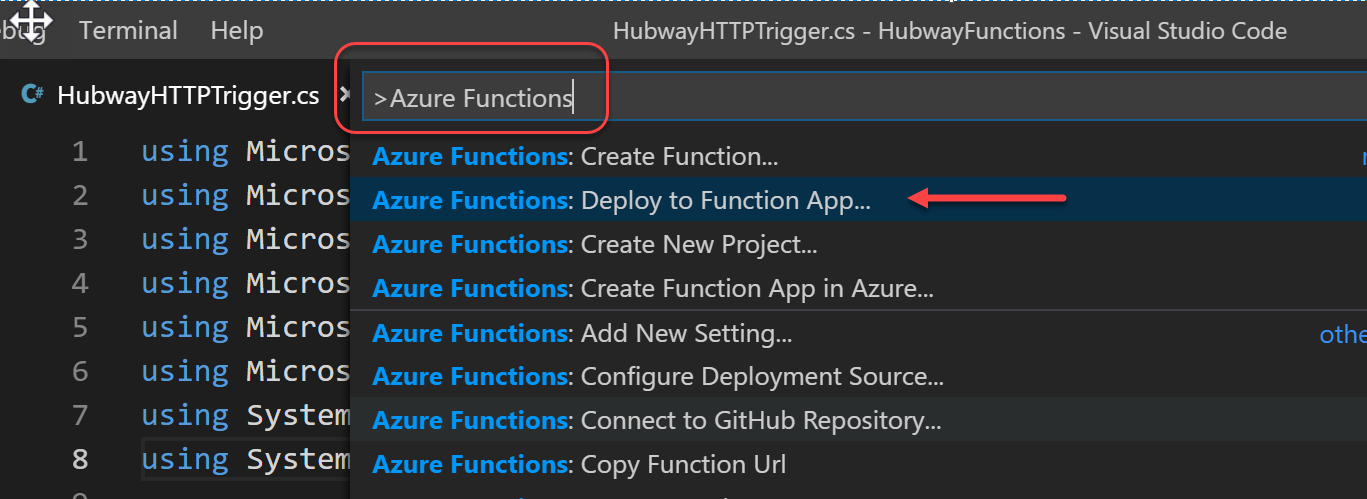 Terminal Help HubwayHTTPTrigger.cs - HubwayFunctions - Visual Studio Code
C# HubwayHTTPTrigger.cs ×
>Azure Functions
1 using Micros
Azure Functions: Create Function...
2 using Micros
Azure Functions: Deploy to Function App...
3 using Micros
Azure Functions: Create New Project...
4 using Micros
Azure Functions: Create Function App in Azure...
5 using Micros
Azure Functions: Add New Setting... othe
6 using Micros
Azure Functions: Configure Deployment Source...
7 using System
Azure Functions: Connect to GitHub Repository...
8 using System
Azure Functions: Copy Function Url